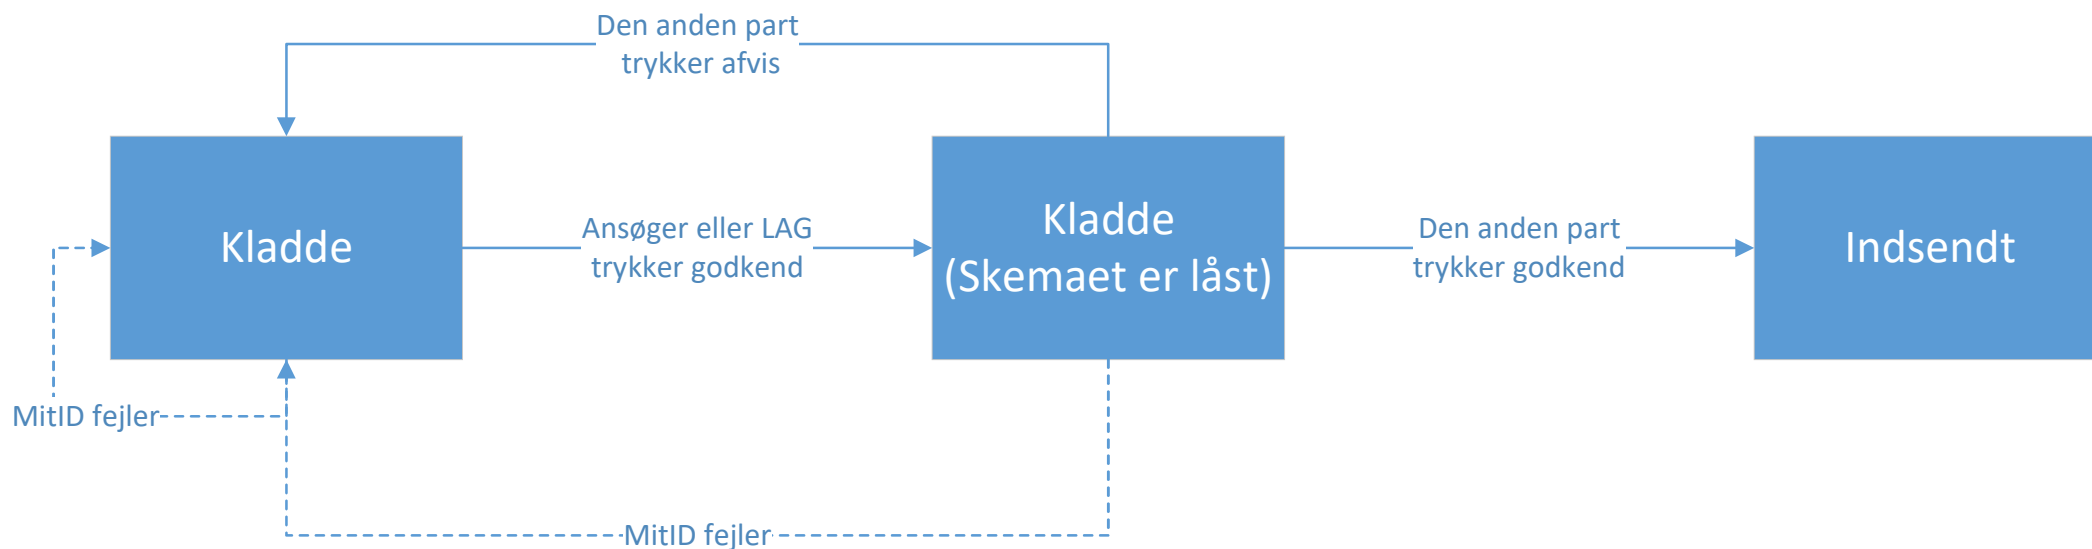 Den anden part
trykker afvis
Kladde
Ansøger eller LAG
trykker godkend
Kladde
(Skemaet er låst)
Den anden part
trykker godkend
Indsendt
MitID fejler
MitID fejler